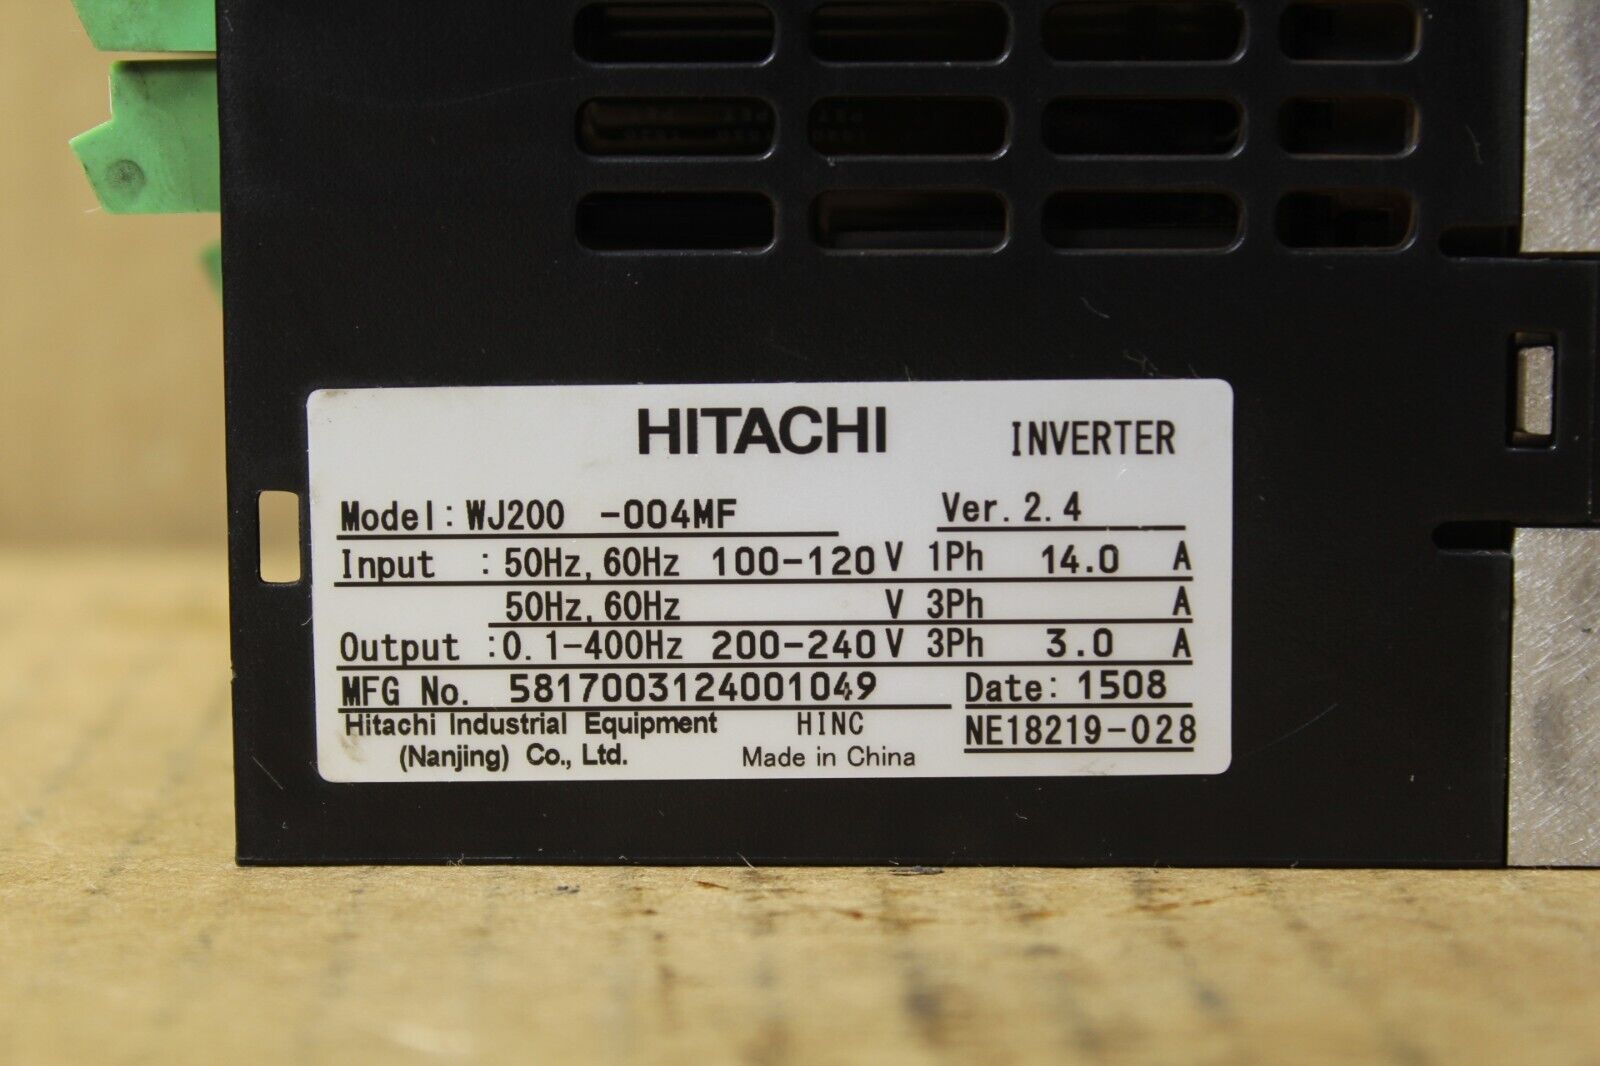 HITACHI INVERTER
Model: WJ200 -004MF Ver. 2.4
Input : 50Hz, 60Hz 100-120 V 1Ph 14.0 A
50Hz, 60Hz V 3Ph A
Output :0.1-400Hz 200-240 V 3Ph 3.0 A
MFG No. 5817003124001049 Date: 1508
Hitachi Industrial Equipment HINC NE18219-028
(Nanjing) Co., Ltd. Made in China